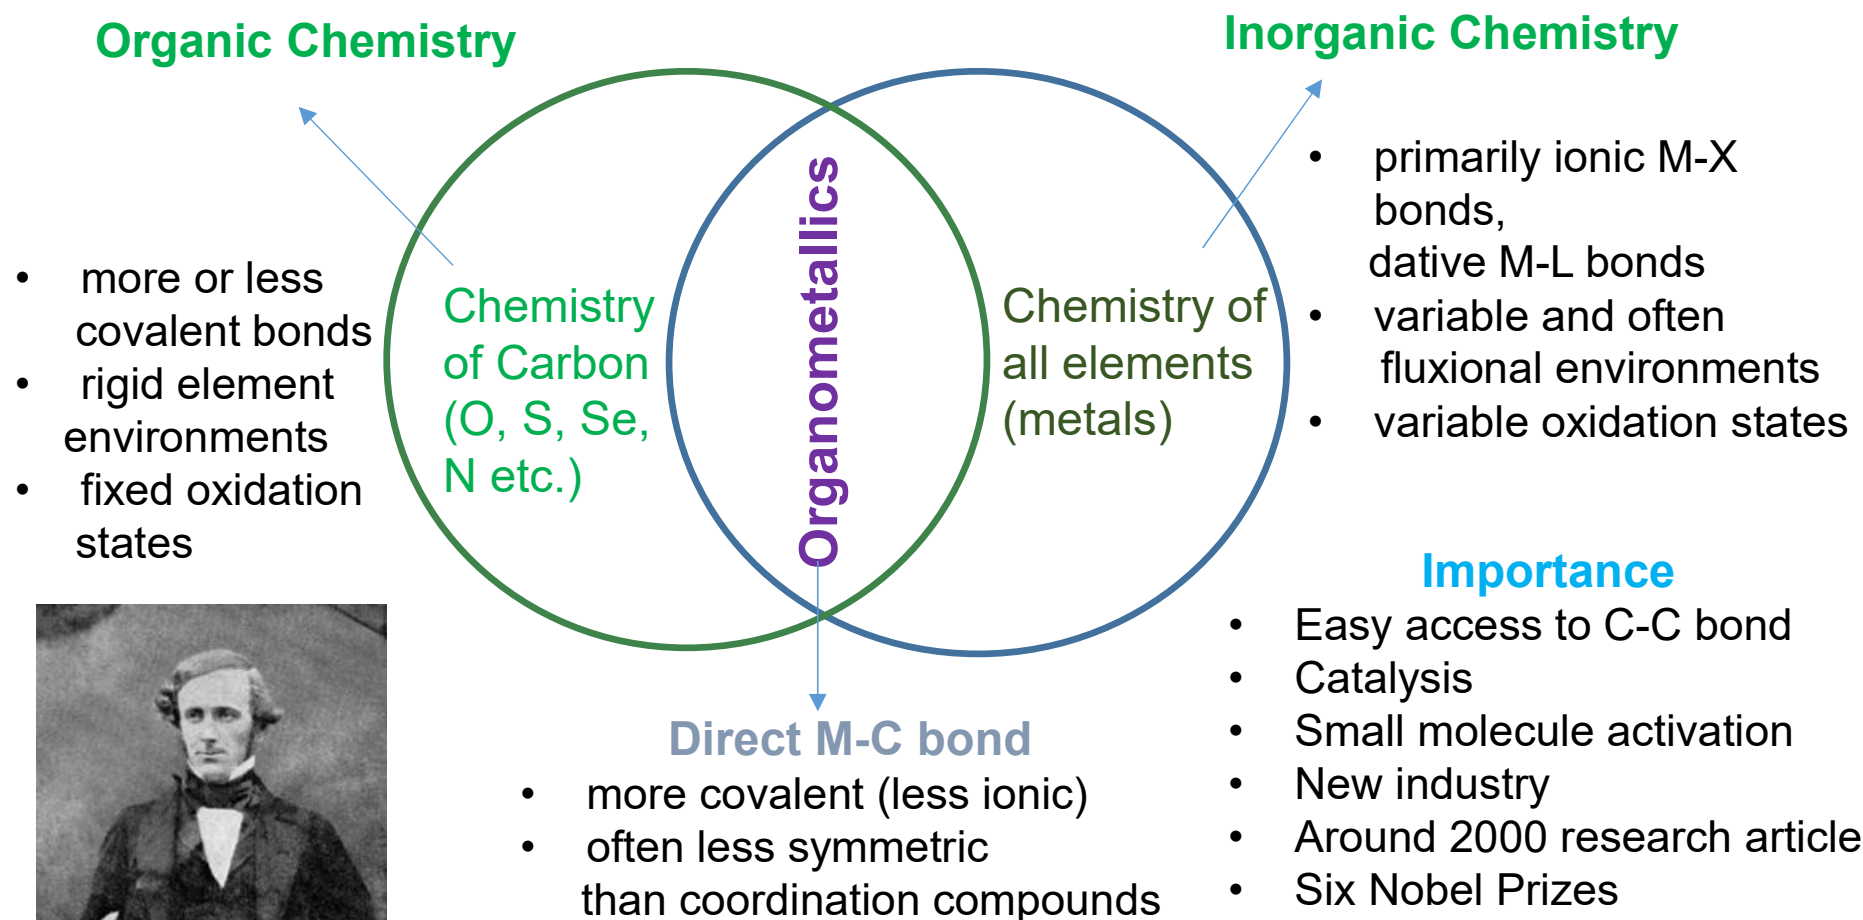 Organic Chemistry
Inorganic Chemistry
• more or less
covalent bonds
• rigid element
environments
• fixed oxidation
states
Chemistry
of Carbon
(O, S, Se,
N etc.)
Organometallics
Chemistry of
all elements
(metals)
• primarily ionic M-X
bonds,
dative M-L bonds
• variable and often
fluxional environments
• variable oxidation states
Direct M-C bond
• more covalent (less ionic)
• often less symmetric
than coordination compounds
Importance
• Easy access to C-C bond
• Catalysis
• Small molecule activation
• New industry
• Around 2000 research article
• Six Nobel Prizes